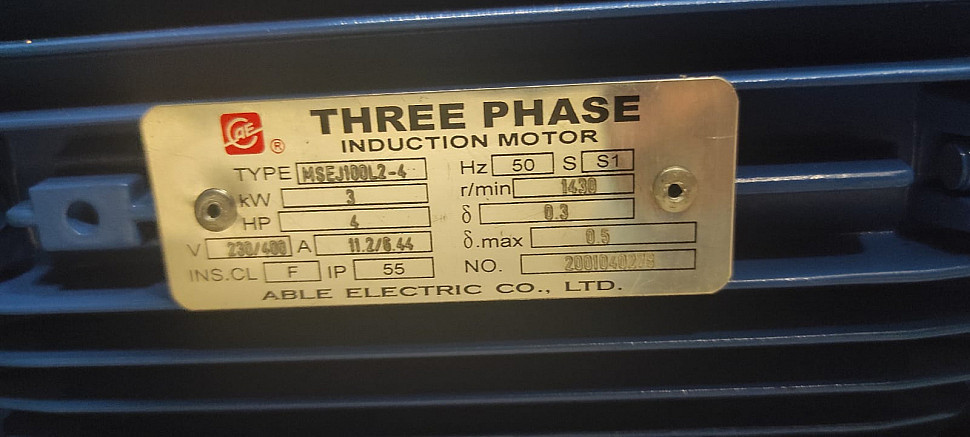 AE ®
THREE PHASE
INDUCTION MOTOR
TYPE MSEJ100L2-4
kW 3
HP 4
V 230/400 A 11.2/6.44
INS.CL F IP 55
Hz 50 S S1
r/min 1430
δ 0.3
δ.max 0.5
NO.
ABLE ELECTRIC CO., LTD.